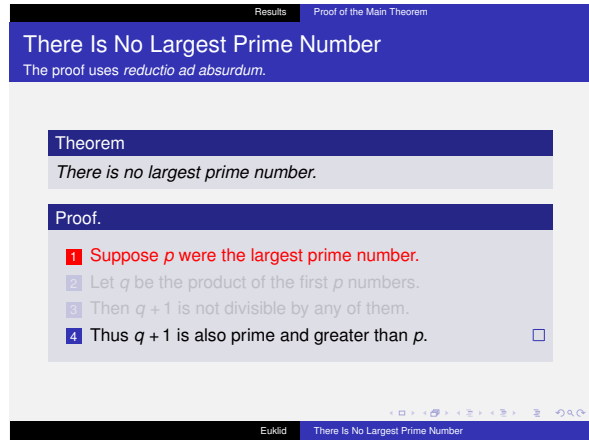 Results Proof of the Main Theorem
There Is No Largest Prime Number
The proof uses reductio ad absurdum.
Theorem
There is no largest prime number.
Proof.
1 Suppose p were the largest prime number.
2 Let q be the product of the first p numbers.
3 Then q + 1 is not divisible by any of them.
4 Thus q + 1 is also prime and greater than p.
Euklid There Is No Largest Prime Number